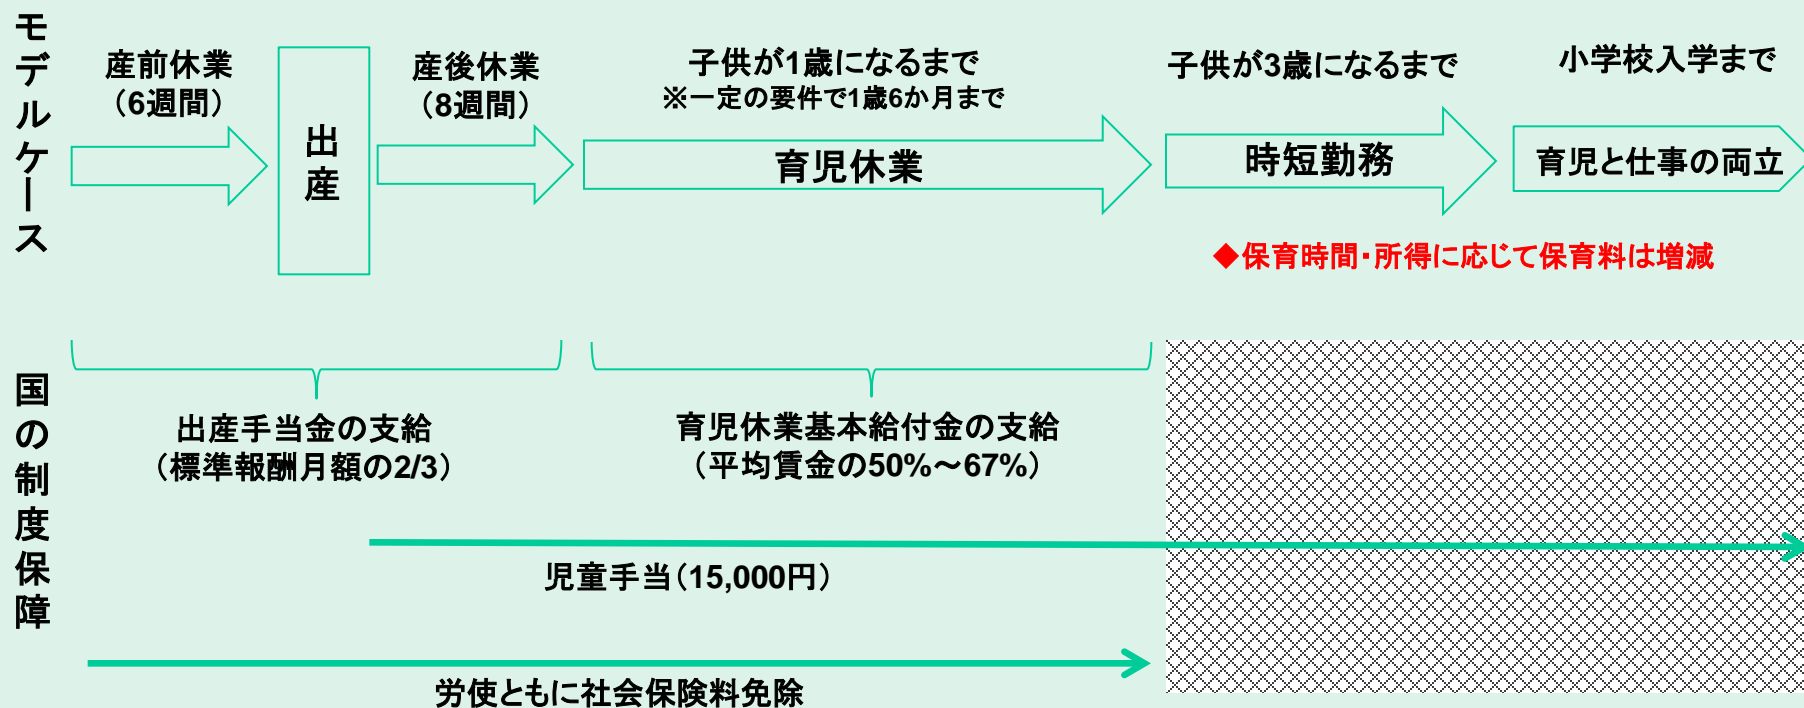 モデルケース
産前休業
（6週間）
出産
産後休業
（8週間）
子供が1歳になるまで
※一定の要件で1歳6か月まで
育児休業
子供が3歳になるまで
時短勤務
小学校入学まで
育児と仕事の両立
◆保育時間・所得に応じて保育料は増減
国の制度保障
出産手当金の支給
（標準報酬月額の2/3）
育児休業基本給付金の支給
（平均賃金の50%～67%）
児童手当（15,000円）
労使ともに社会保険料免除